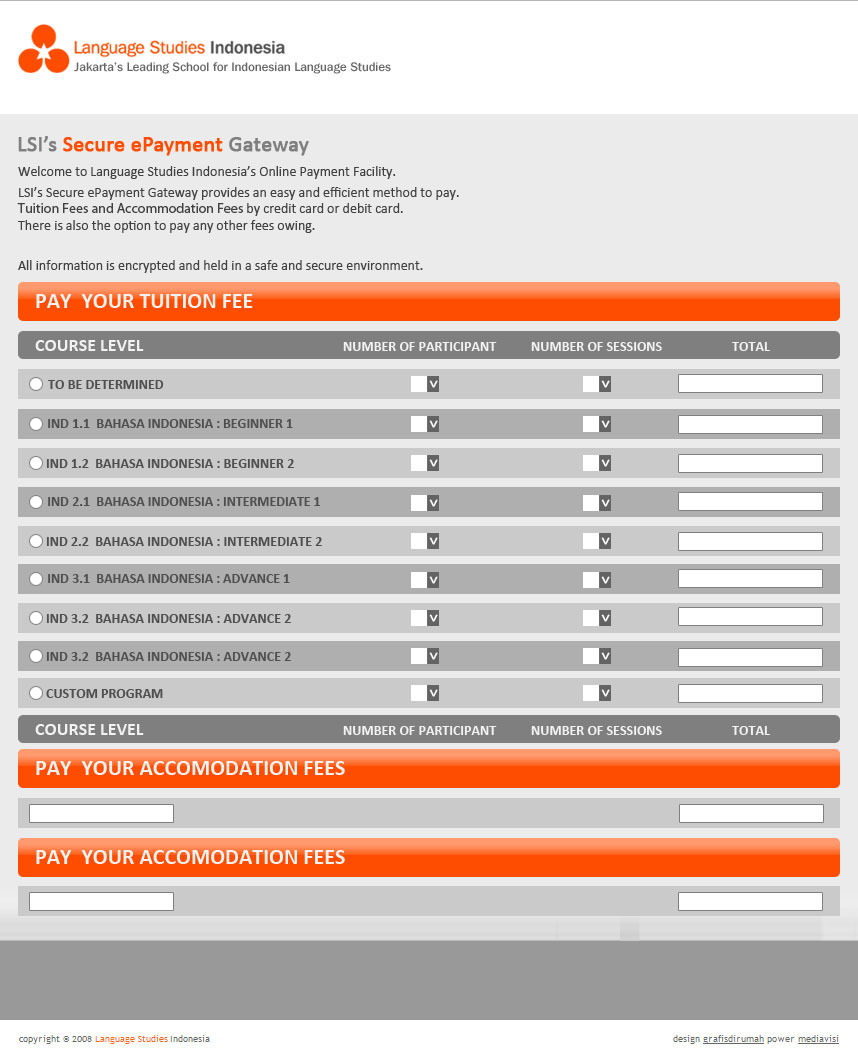 Language Studies Indonesia
Jakarta's Leading School for Indonesian Language Studies
LSI's Secure ePayment Gateway
Welcome to Language Studies Indonesia's Online Payment Facility.
LSI's Secure ePayment Gateway provides an easy and efficient method to pay.
Tuition Fees and Accommodation Fees by credit card or debit card.
There is also the option to pay any other fees owing.
All information is encrypted and held in a safe and secure environment.
PAY YOUR TUITION FEE
COURSE LEVEL NUMBER OF PARTICIPANT NUMBER OF SESSIONS TOTAL
TO BE DETERMINED V V
IND 1.1 BAHASA INDONESIA : BEGINNER 1 V V
IND 1.2 BAHASA INDONESIA : BEGINNER 2 V V
IND 2.1 BAHASA INDONESIA : INTERMEDIATE 1 V V
IND 2.2 BAHASA INDONESIA : INTERMEDIATE 2 V V
IND 3.1 BAHASA INDONESIA : ADVANCE 1 V V
IND 3.2 BAHASA INDONESIA : ADVANCE 2 V V
IND 3.2 BAHASA INDONESIA : ADVANCE 2 V V
CUSTOM PROGRAM V V
COURSE LEVEL NUMBER OF PARTICIPANT NUMBER OF SESSIONS TOTAL
PAY YOUR ACCOMODATION FEES
PAY YOUR ACCOMODATION FEES
copyright © 2008 Language Studies Indonesia design grafisdirumah power mediavisi